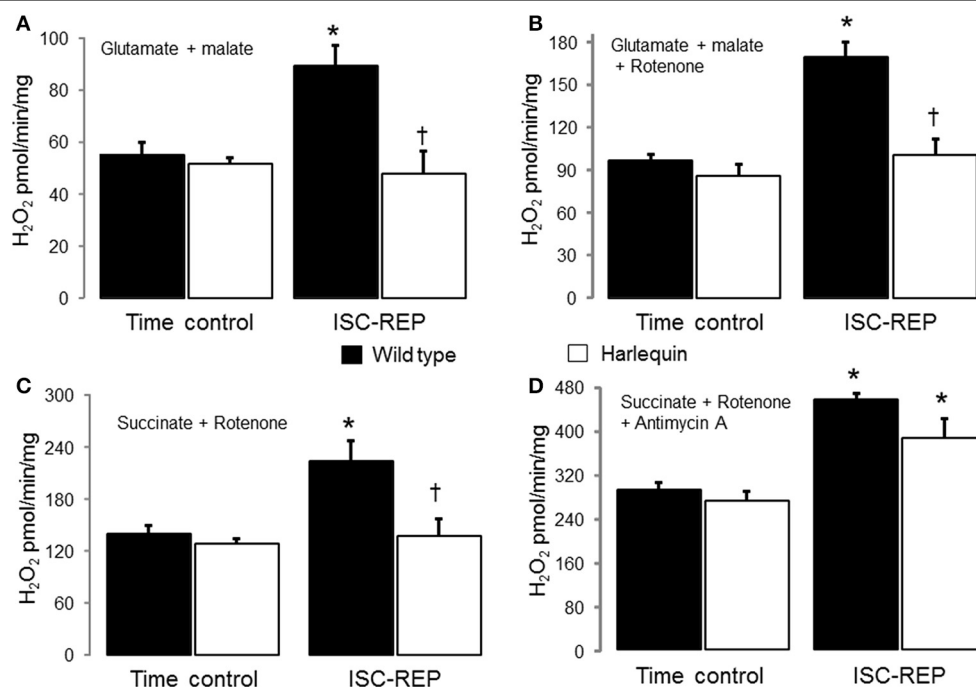 A
Glutamate + malate
H₂O₂ pmol/min/mg
100
80
60
40
20
0
*
†
Time control
ISC-REP
B
Glutamate + malate
+ Rotenone
H₂O₂ pmol/min/mg
180
150
120
90
60
30
0
*
†
Time control
ISC-REP
Wild type
Harlequin
C
Succinate + Rotenone
H₂O₂ pmol/min/mg
300
240
180
120
60
0
*
†
Time control
ISC-REP
D
Succinate + Rotenone
+ Antimycin A
H₂O₂ pmol/min/mg
480
400
320
240
160
80
0
*
*
Time control
ISC-REP